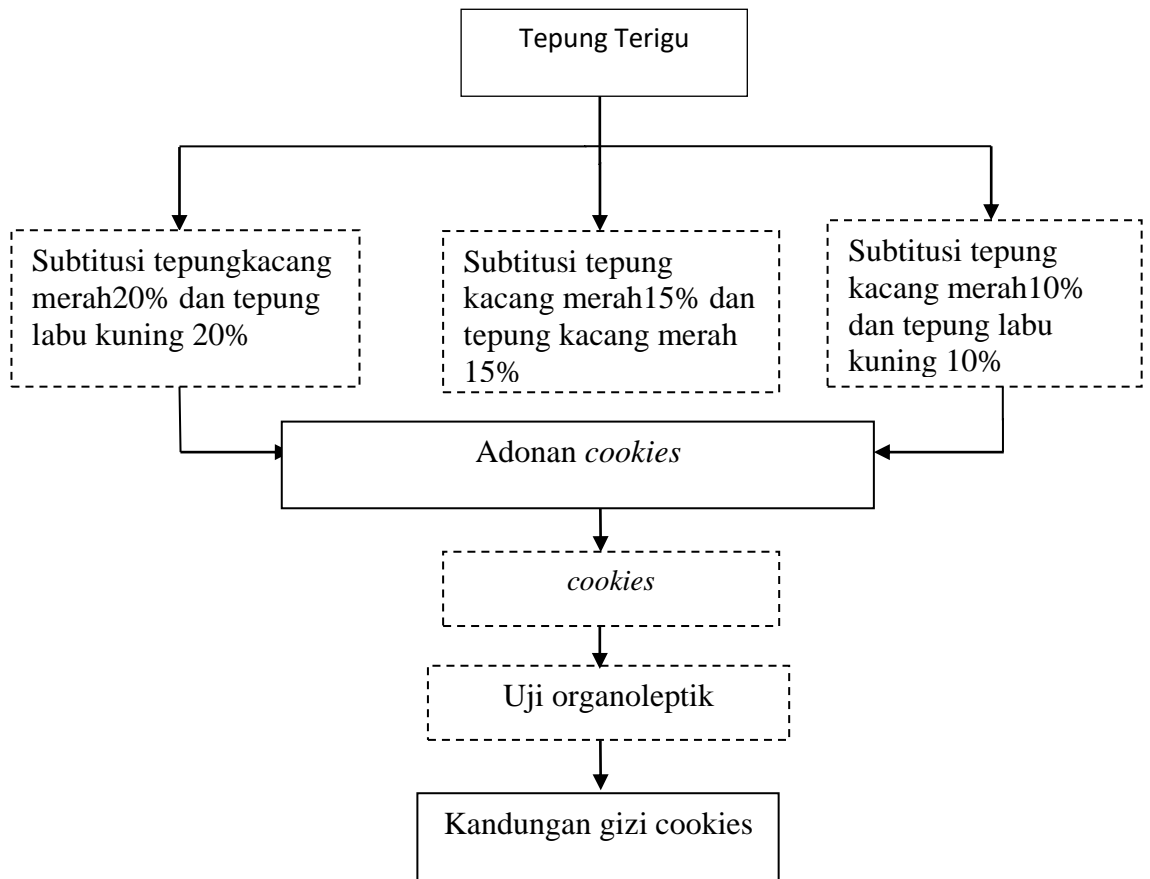 Tepung Terigu
Subtitusi tepungkacang
merah20% dan tepung
labu kuning 20%
Subtitusi tepung
kacang merah15% dan
tepung kacang merah
15%
Subtitusi tepung
kacang merah10%
dan tepung labu
kuning 10%
Adonan cookies
cookies
Uji organoleptik
Kandungan gizi cookies